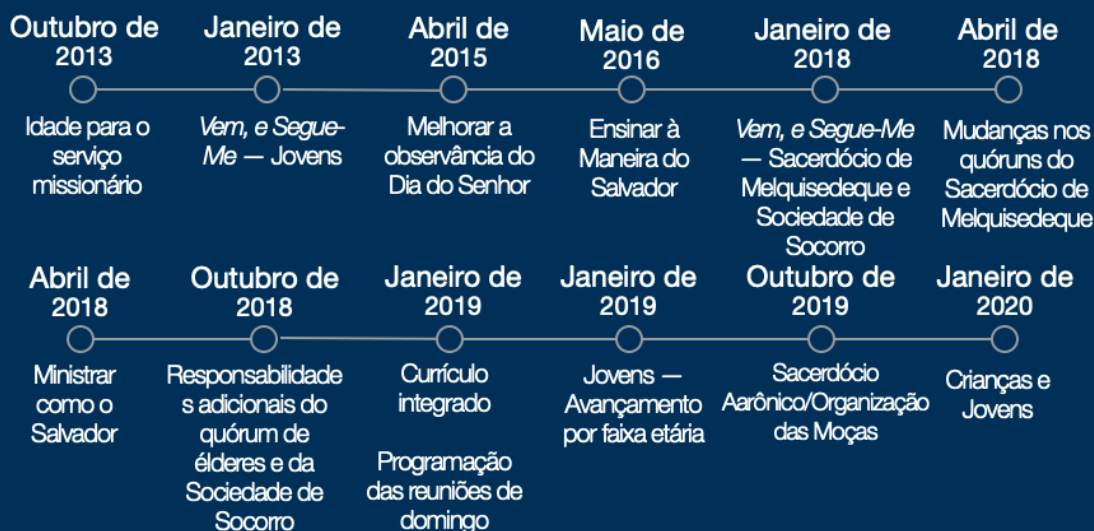 Outubro de
2013
Idade para o
serviço
missionário
Janeiro de
2013
Vem, e Segue-
Me — Jovens
Abril de
2015
Melhorar a
observância do
Dia do Senhor
Maio de
2016
Ensinar à
Maneira do
Salvador
Janeiro de
2018
Vem, e Segue-Me
— Sacerdócio de
Melquisedeque e
Sociedade de
Socorro
Abril de
2018
Mudanças nos
quóruns do
Sacerdócio de
Melquisedeque
Abril de
2018
Ministrar
como o
Salvador
Outubro de
2018
Responsabilidade
s adicionais do
quórum de
élderes e da
Sociedade de
Socorro
Janeiro de
2019
Currículo
integrado
Programação
das reuniões de
domingo
Janeiro de
2019
Jovens —
Avançamento
por faixa etária
Outubro de
2019
Sacerdócio
Aarônico/Organização
das Moças
Janeiro de
2020
Crianças e
Jovens